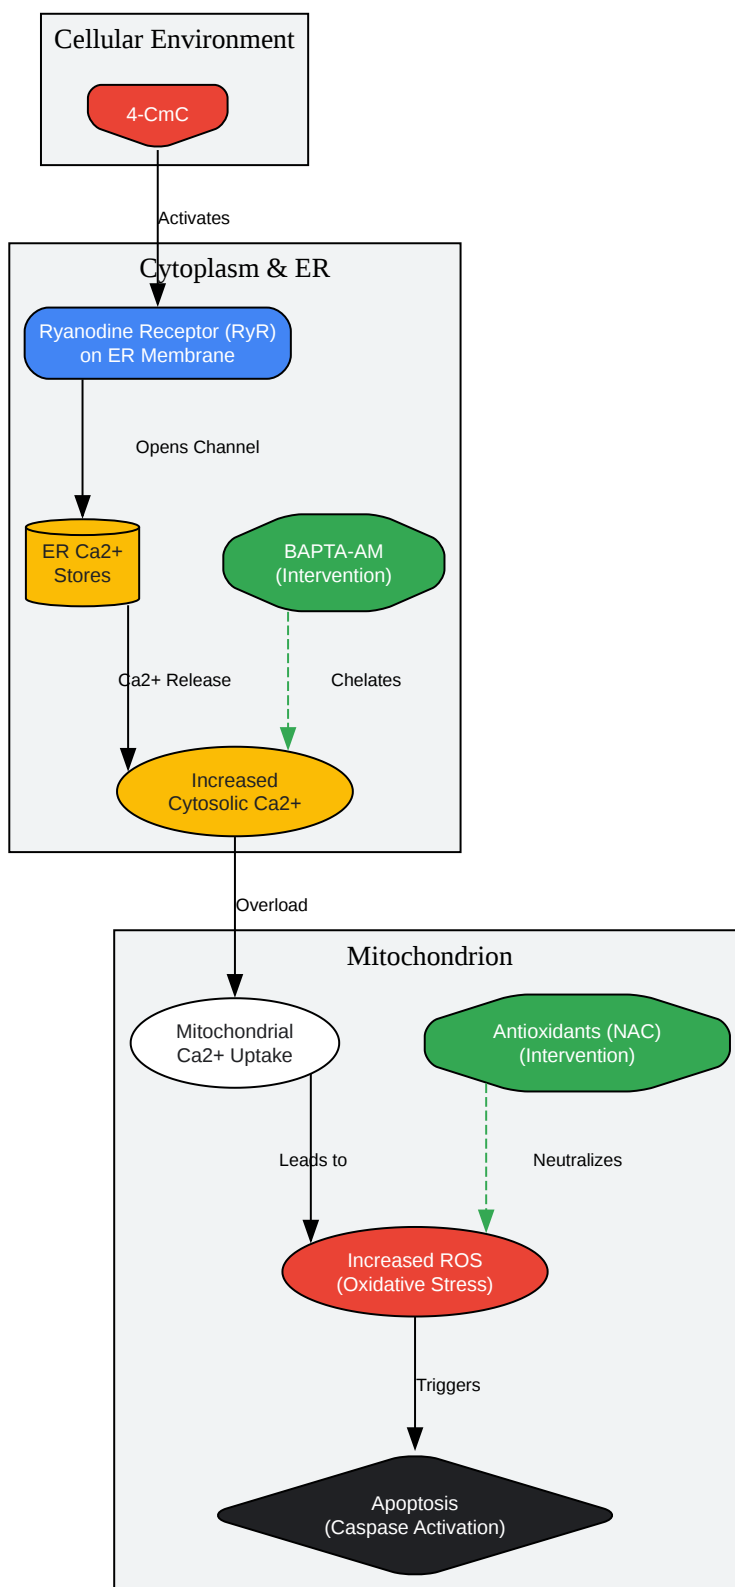 Cellular Environment
4-CmC
Activates
Cytoplasm & ER
Ryanodine Receptor (RyR)
on ER Membrane
Opens Channel
ER Ca2+
Stores
BAPTA-AM
(Intervention)
Ca2+ Release
Chelates
Increased
Cytosolic Ca2+
Overload
Mitochondrion
Mitochondrial
Ca2+ Uptake
Antioxidants (NAC)
(Intervention)
Leads to
Neutralizes
Increased ROS
(Oxidative Stress)
Triggers
Apoptosis
(Caspase Activation)